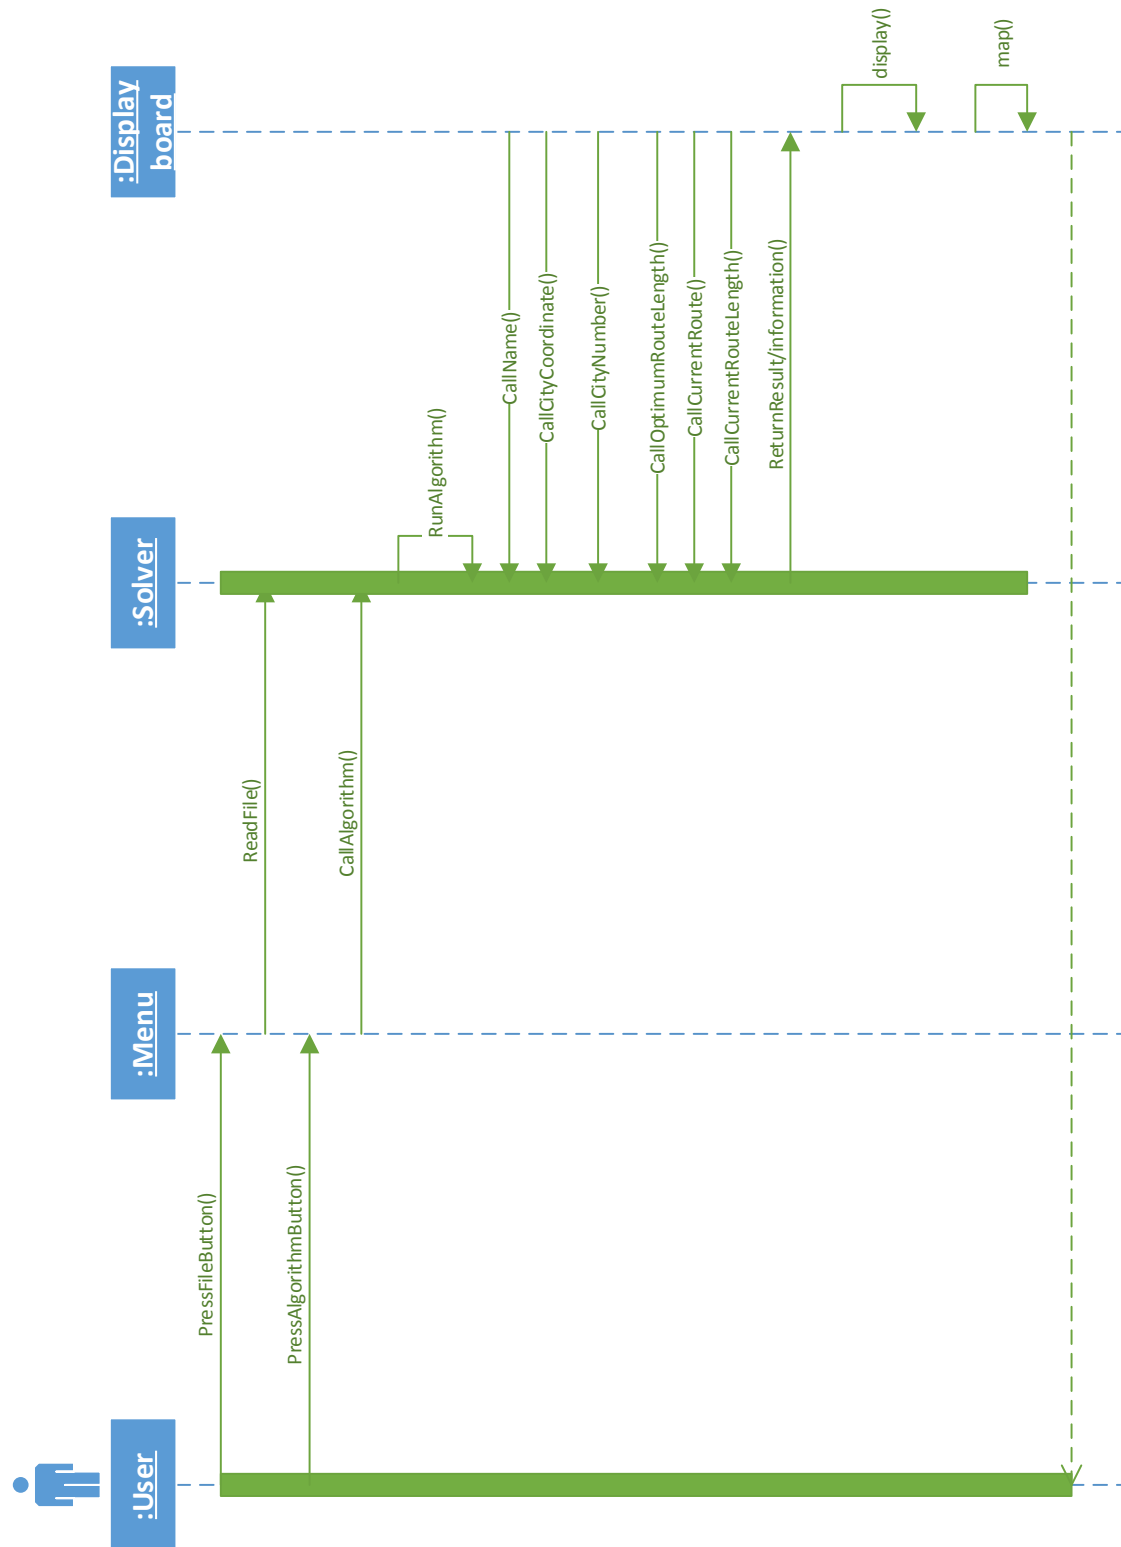 :User
:Menu
:Solver
:Display
board
PressFileButton()
ReadFile()
PressAlgorithmButton()
CallAlgorithm()
RunAlgorithm()
CallName()
CallCityCoordinate()
CallCityNumber()
CallOptimumRouteLength()
CallCurrentRoute()
CallCurrentRouteLength()
ReturnResult/information()
display()
map()